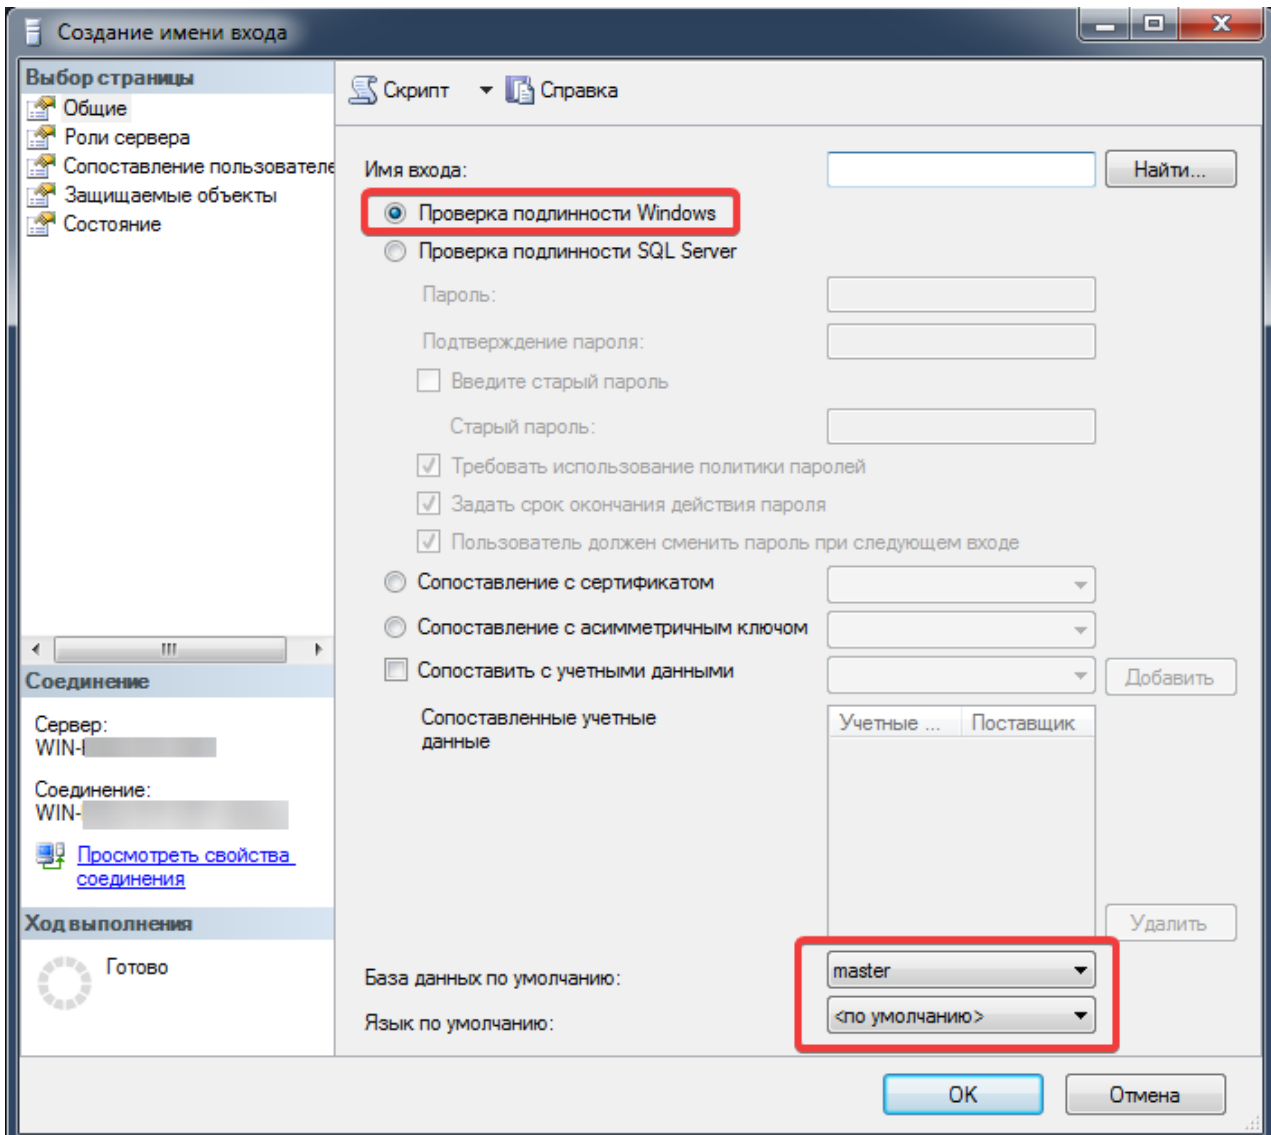 Создание имени входа
Выбор страницы
Общие
Роли сервера
Сопоставление пользователе
Защищаемые объекты
Состояние
Скрипт
Справка
Имя входа:
Найти...
Проверка подлинности Windows
Проверка подлинности SQL Server
Пароль:
Подтверждение пароля:
Введите старый пароль
Старый пароль:
Требовать использование политики паролей
Задать срок окончания действия пароля
Пользователь должен сменить пароль при следующем входе
Сопоставление с сертификатом
Сопоставление с асимметричным ключом
Сопоставить с учетными данными
Добавить
Сопоставленные учетные
данные
Учетные ...
Поставщик
Удалить
База данных по умолчанию:
master
Язык по умолчанию:
<по умолчанию>
Соединение
Сервер:
WIN-
Соединение:
WIN-
Просмотреть свойства
соединения
Ход выполнения
Готово
OK
Отмена